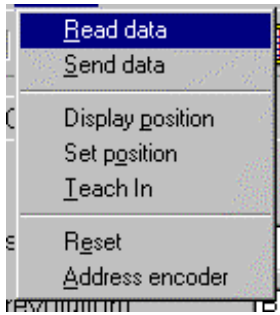 Read data
Send data
Display position
Set position
Teach In
Reset
Address encoder